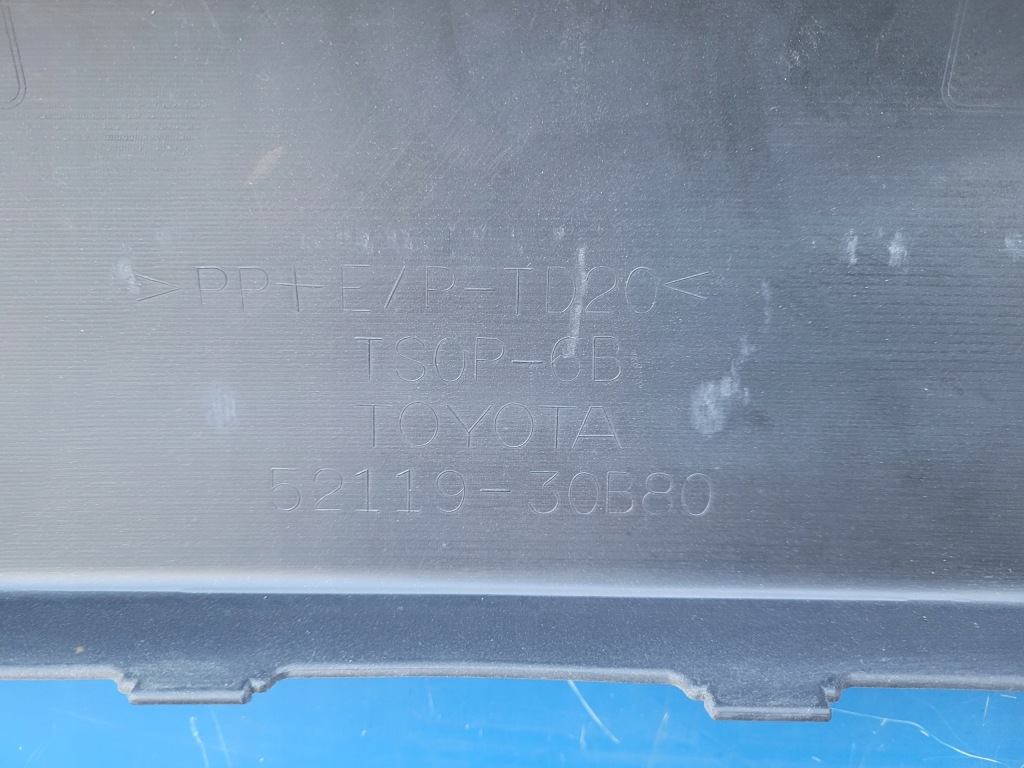 >PP+E/P-TD20<
TSOP-6B
TOYOTA
52119-30B80